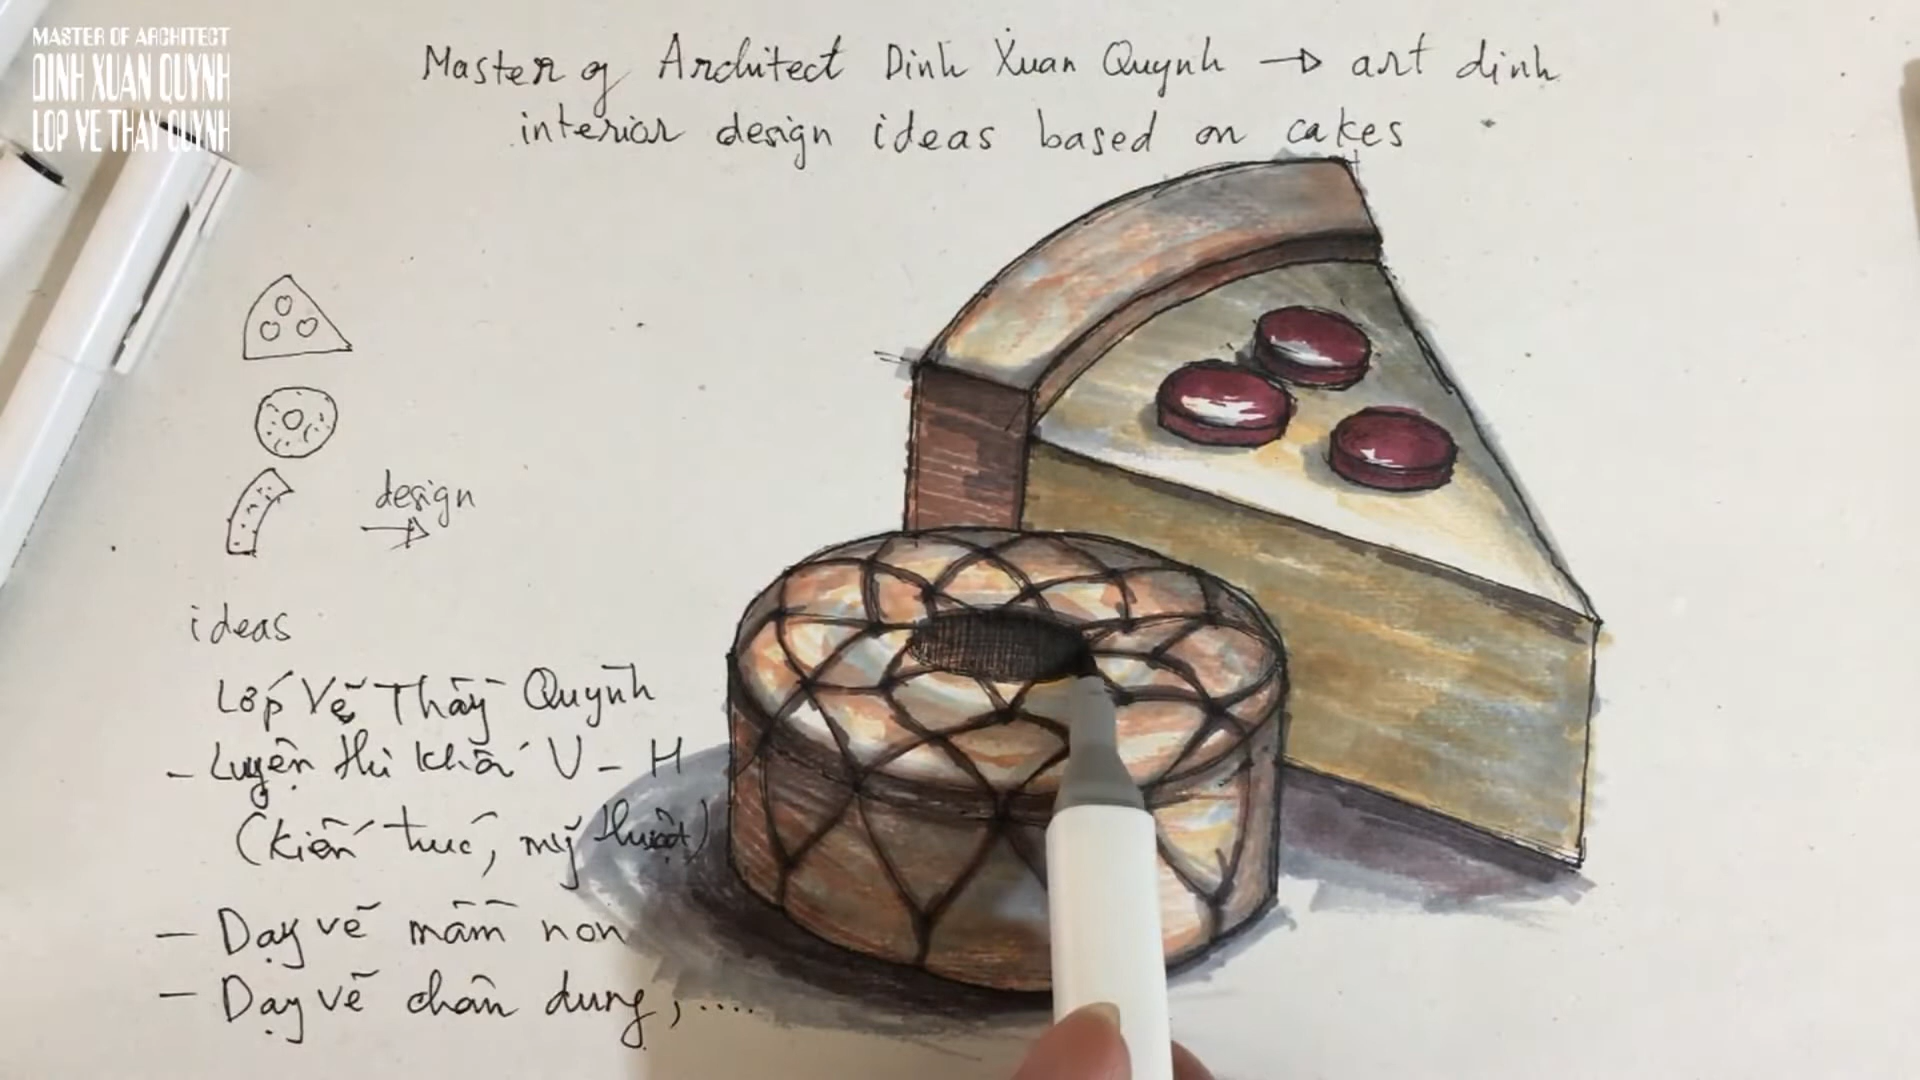 MASTER OF ARCHITECT
DINH XUAN QUYNH
LOP VE THAY QUYNH
Master of Architect Dinh Xuan Quynh → art dinh
interior design ideas based on cakes
design
ideas
Lớp Vẽ Thầy Quỳnh
- Luyện thi khối V - H
(kiến trúc, mỹ thuật)
- Dạy vẽ mầm non
- Dạy vẽ chân dung, ....